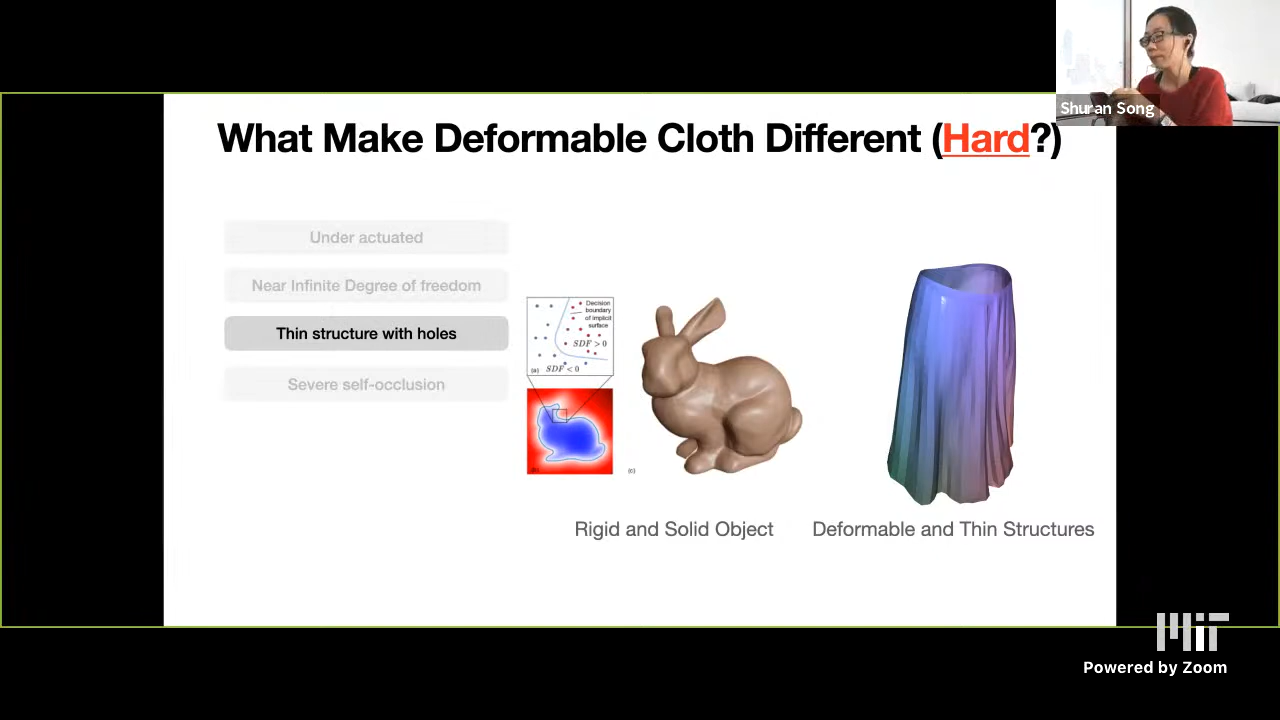 Shuran Song
What Make Deformable Cloth Different (Hard?)
Under actuated
Near Infinite Degree of freedom
Thin structure with holes
Severe self-occlusion
Decision
boundary
of implicit
surface
SDF > 0
(a) SDF < 0
(b)
(c)
Rigid and Solid Object
Deformable and Thin Structures
MIT
Powered by Zoom